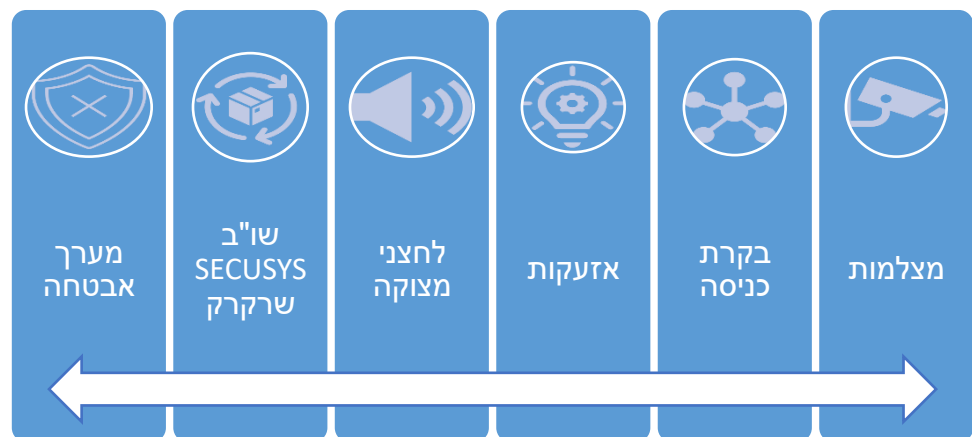 מצלמות
בקרת
כניסה
אזעקות
לחצני
מצוקה
שו"ב
SECUSYS
שרקרק
מערך
אבטחה